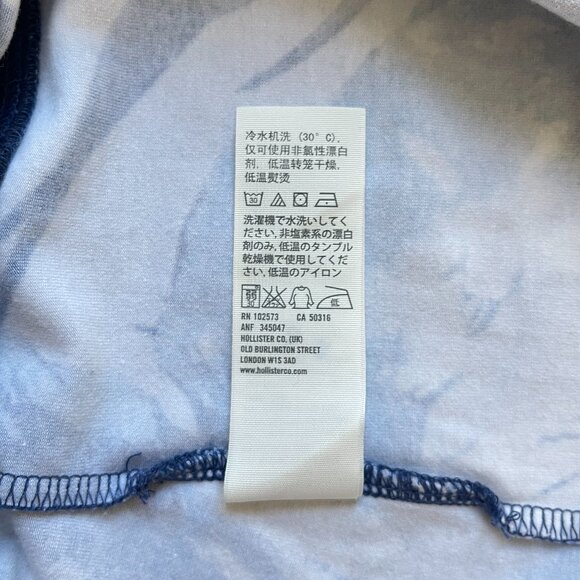 冷水机洗 (30° C),
仅可使用非氯性漂白
剂, 低温转笼干燥,
低温熨烫
30
洗濯機で水洗いしてく
ださい, 非塩素系の漂白
剤のみ, 低温のタンブル
乾燥機で使用してくだ
さい, 低温のアイロン
低
RN 102573 CA 50316
ANF 345047
HOLLISTER CO. (UK)
OLD BURLINGTON STREET
LONDON W1S 3AD
www.hollisterco.com